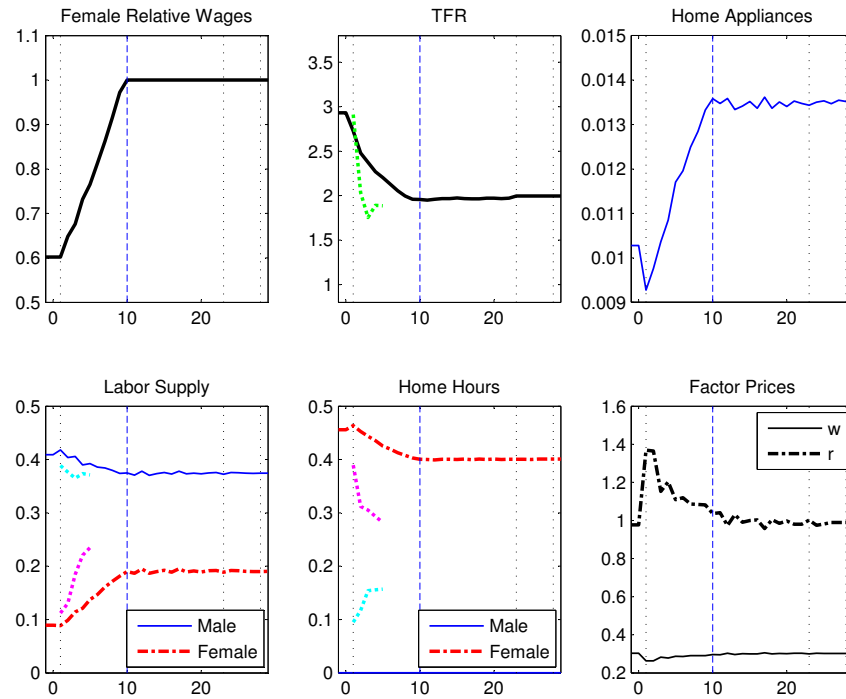 Female Relative Wages
1.1
1
0.9
0.8
0.7
0.6
0.5
0 10 20
TFR
3.5
3
2.5
2
1.5
1
0 10 20
Home Appliances
0.015
0.014
0.013
0.012
0.011
0.01
0.009
0 10 20
Labor Supply
0.5
0.4
0.3
0.2
0.1
0
0 10 20
Male
Female
Home Hours
0.5
0.4
0.3
0.2
0.1
0
0 10 20
Male
Female
Factor Prices
1.6
1.4
1.2
1
0.8
0.6
0.4
0.2
0 10 20
w
r